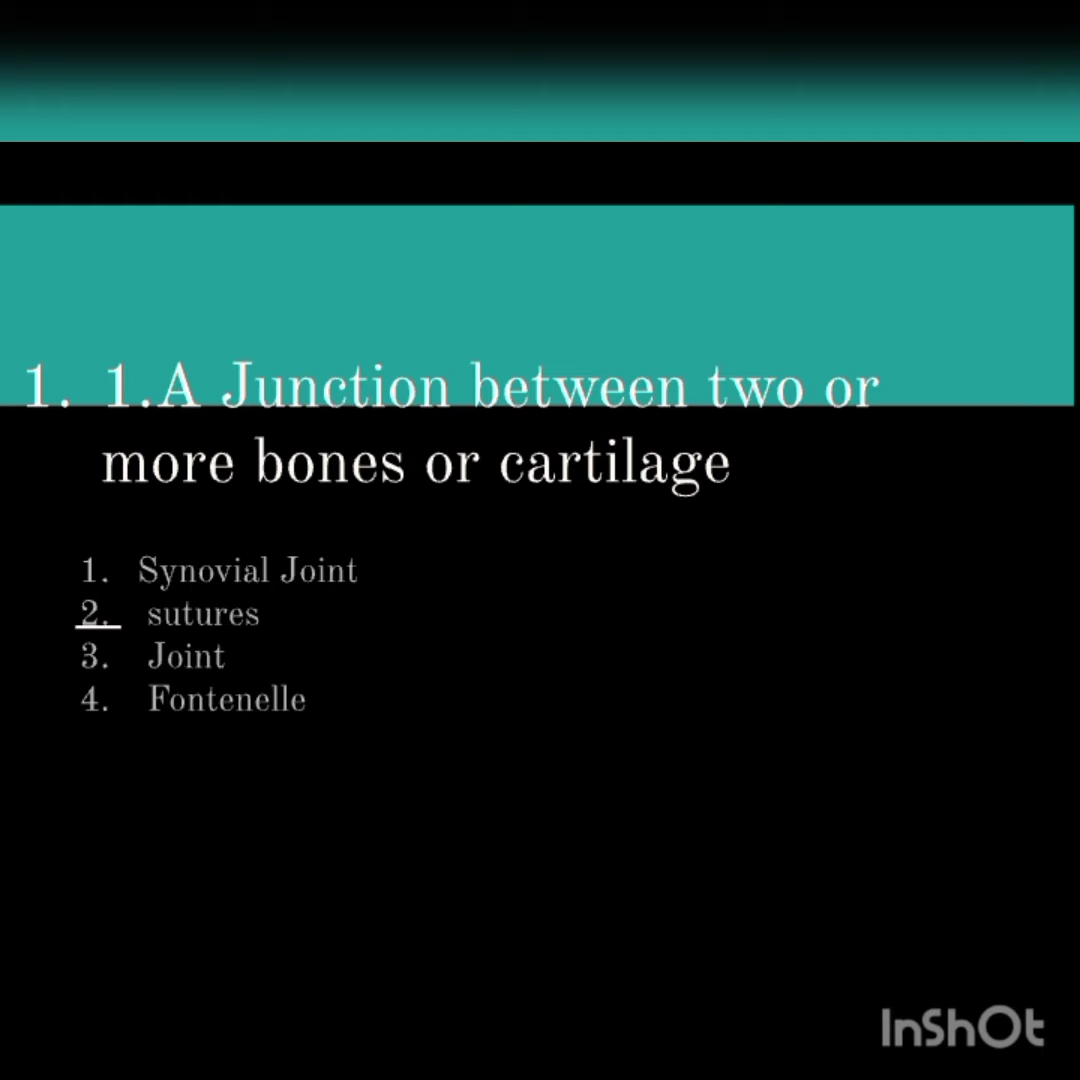 1. 1.A Junction between two or
more bones or cartilage
1. Synovial Joint
2. sutures
3. Joint
4. Fontenelle
InShOt